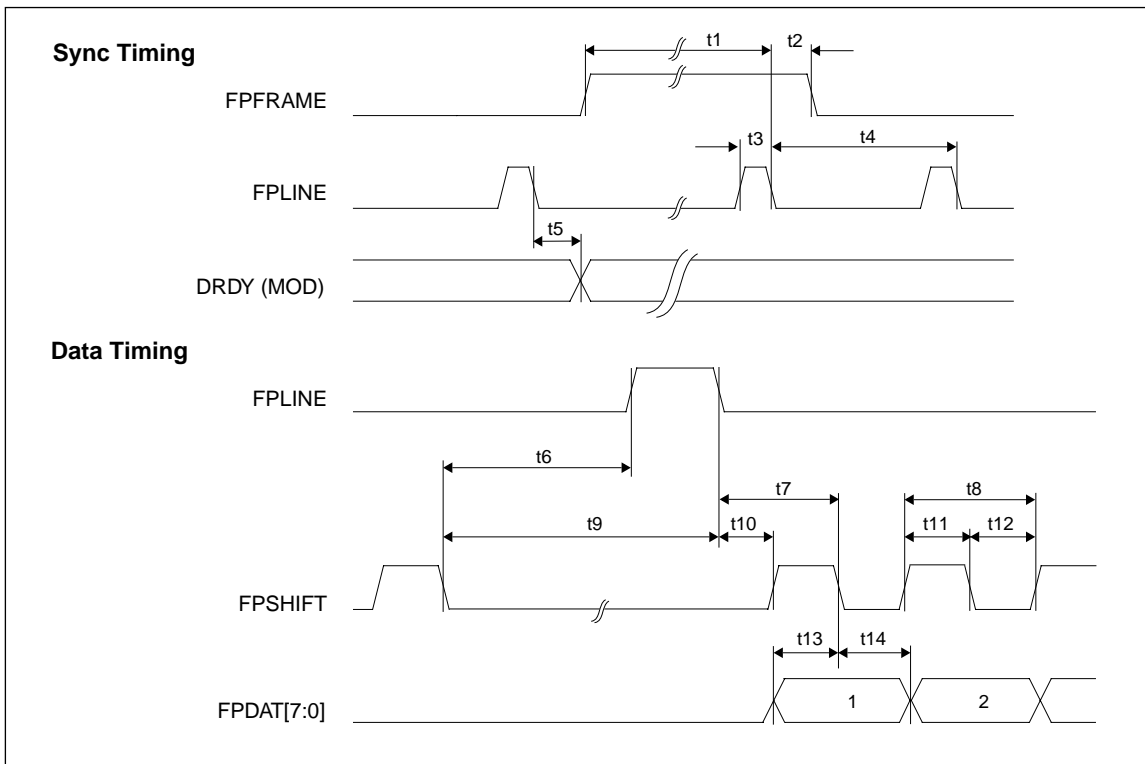 Sync Timing
t1
t2
FPFRAME
t3
t4
FPLINE
t5
DRDY (MOD)
Data Timing
FPLINE
t6
t7
t8
t9
t10
t11
t12
FPSHIFT
t13
t14
FPDAT[7:0]
1
2